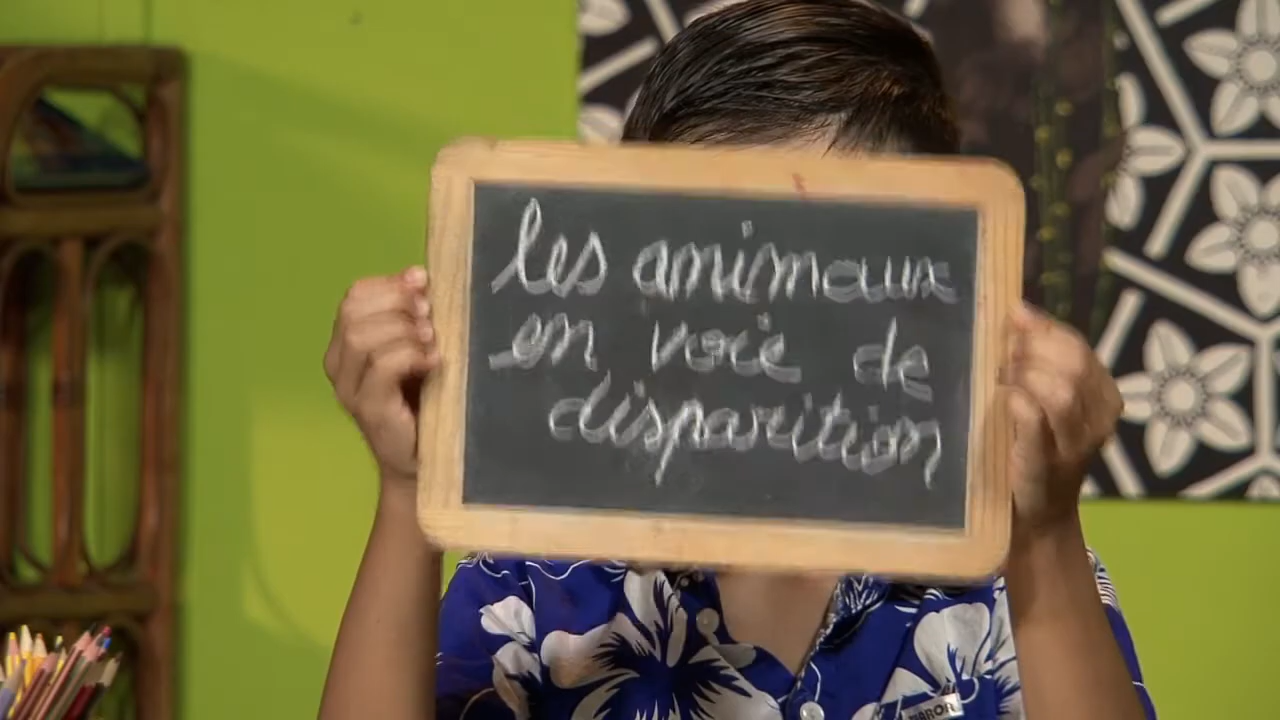 les animaux
en voie de
disparition